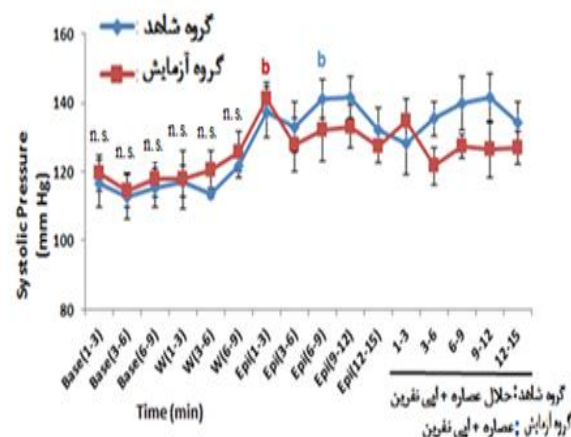 160
140
120
100
80
Systolic Pressure
(mm Hg)
گروه شاهد:
گروه آزمایش:
n.s.
n.s.
n.s.
n.s.
n.s.
n.s.
b
b
Base(1-3)
Base(3-6)
Base(6-9)
W(1-3)
W(3-6)
W(6-9)
Epi(1-3)
Epi(3-6)
Epi(6-9)
Epi(9-12)
Epi(12-15)
1-3
3-6
6-9
9-12
12-15
Time (min)
گروه شاهد:حلال عصاره + اپی نفرین
گروه آزمایش:عصاره + اپی نفرین